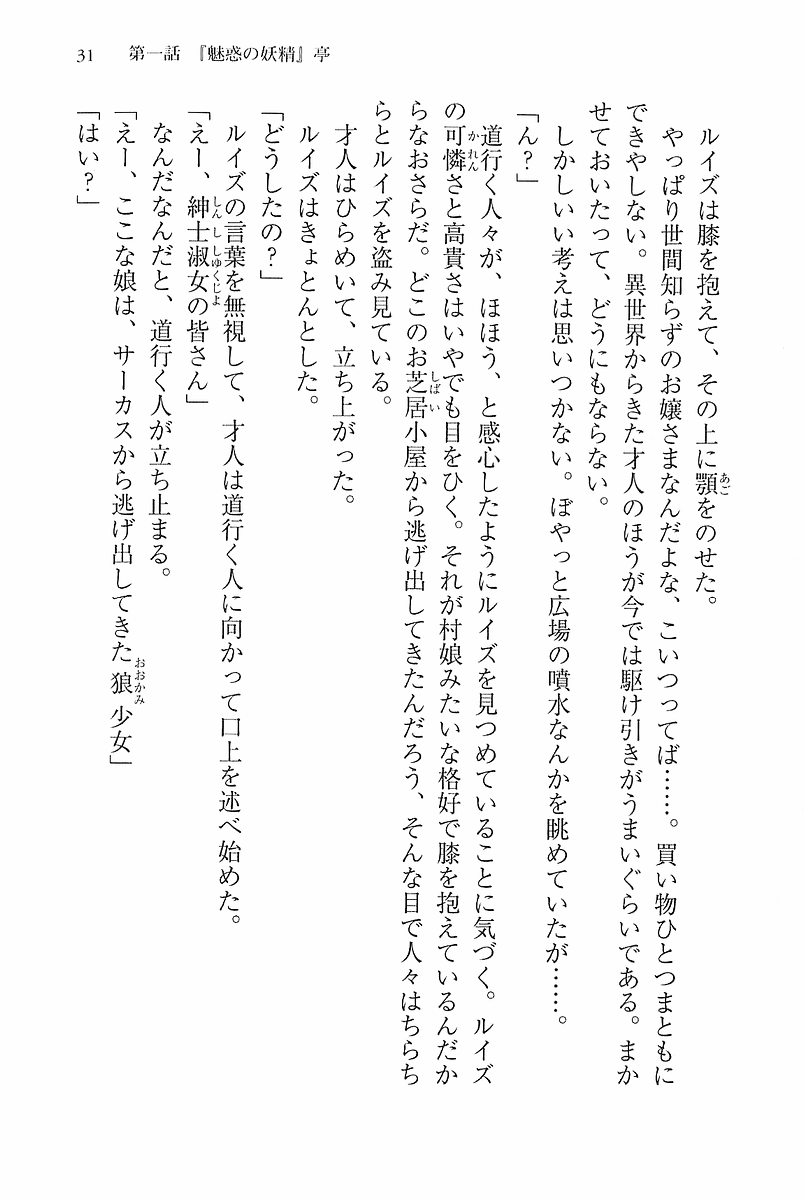 31　第一話　『魅惑の妖精』亭
ルイズは膝を抱えて、その上に顎をのせた。
やっぱり世間知らずのお嬢さまなんだよな、こいつってば……。買い物ひとつまともに
できやしない。異世界からきた才人のほうが今では駆け引きがうまいぐらいである。まか
せておいたって、どうにもならない。
しかしいい考えは思いつかない。ぼやっと広場の噴水なんかを眺めていたが……。
「ん？」
道行く人々が、ほほう、と感心したようにルイズを見つめていることに気づく。ルイズ
の可憐さと高貴さはいやでも目をひく。それが村娘みたいな格好で膝を抱えているんだか
らなおさらだ。どこのお芝居小屋から逃げ出してきたんだろう、そんな目で人々はちらち
らとルイズを盗み見ている。
才人はひらめいて、立ち上がった。
ルイズはきょとんとした。
「どうしたの？」
ルイズの言葉を無視して、才人は道行く人に向かって口上を述べ始めた。
「えー、紳士淑女の皆さん」
なんだなんだと、道行く人が立ち止まる。
「えー、ここな娘は、サーカスから逃げ出してきた狼少女」
「はい？」